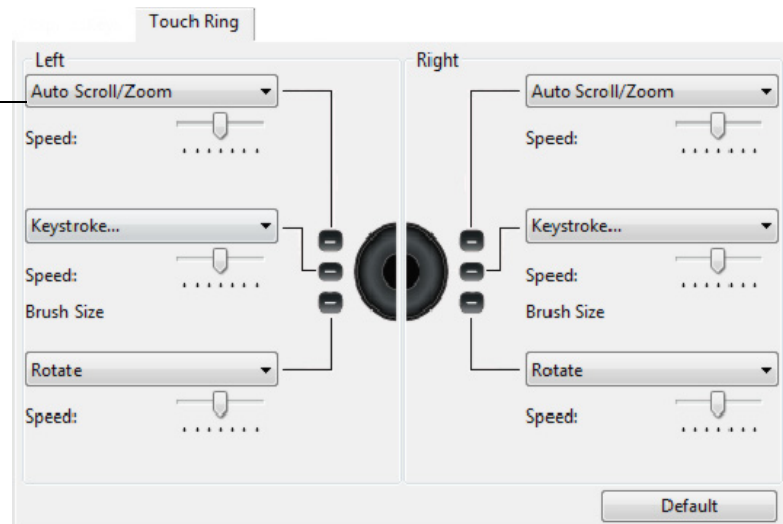 Touch Ring
Left
Auto Scroll/Zoom
Speed:
Keystroke...
Speed:
Brush Size
Rotate
Speed:
Right
Auto Scroll/Zoom
Speed:
Keystroke...
Speed:
Brush Size
Rotate
Speed:
Default